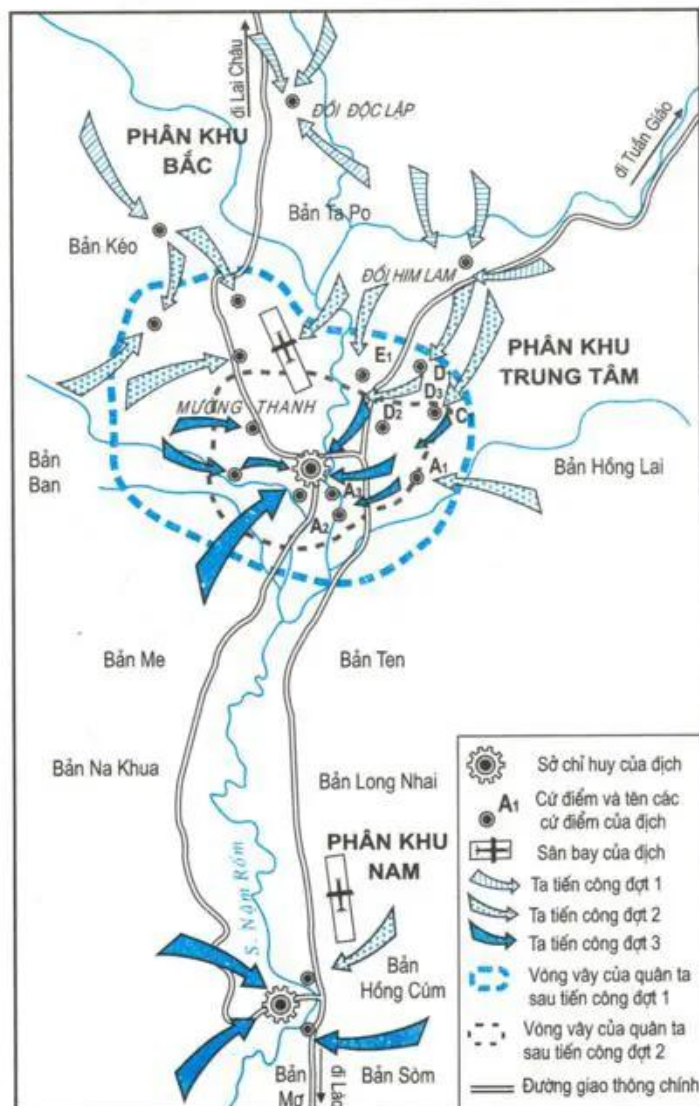 đi Lai Châu
ĐỒI ĐỘC LẬP
PHÂN KHU
BẮC
đi Tuần Giáo
Bản Ta Po
Bản Kéo
ĐỒI HIM LAM
PHÂN KHU
TRUNG TÂM
E1
D
D3
D2
C
MƯỜNG THANH
Bản
Ban
A1
Bản Hồng Lai
A3
A2
Bản Me
Bản Ten
Bản Na Khua
Bản Long Nhai
PHÂN KHU
NAM
S. Nậm Rốm
Bản
Hồng Cúm
Bản
Mơ
đi Lào
Bản Sòm
Sở chỉ huy của địch
A1
Cứ điểm và tên các
cứ điểm của địch
Sân bay của địch
Ta tiến công đợt 1
Ta tiến công đợt 2
Ta tiến công đợt 3
Vòng vây của quân ta
sau tiến công đợt 1
Vòng vây của quân ta
sau tiến công đợt 2
Đường giao thông chính